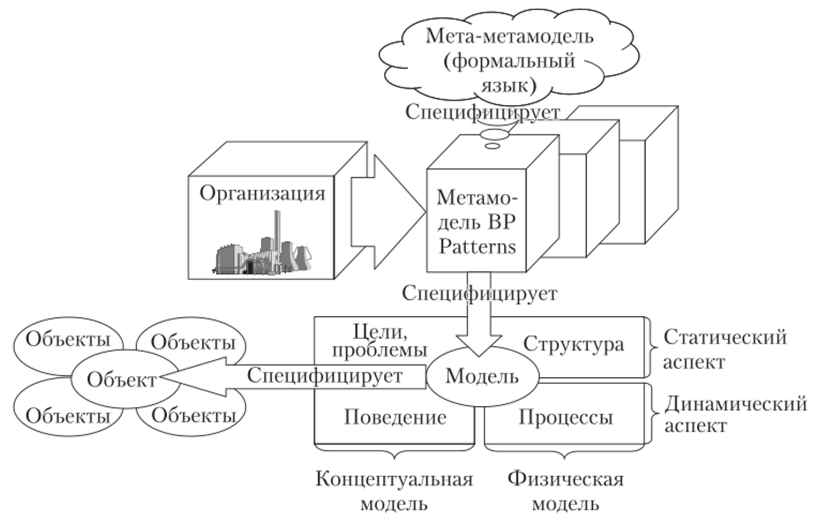 Мета-метамодель
(формальный
язык)
Специфицирует
Организация
Метамо-
дель BP
Patterns
Специфицирует
Цели,
проблемы
Структура
Статический
аспект
Объекты
Объекты
Объект
Специфицирует
Модель
Объекты
Объекты
Поведение
Процессы
Динамический
аспект
Концептуальная
модель
Физическая
модель